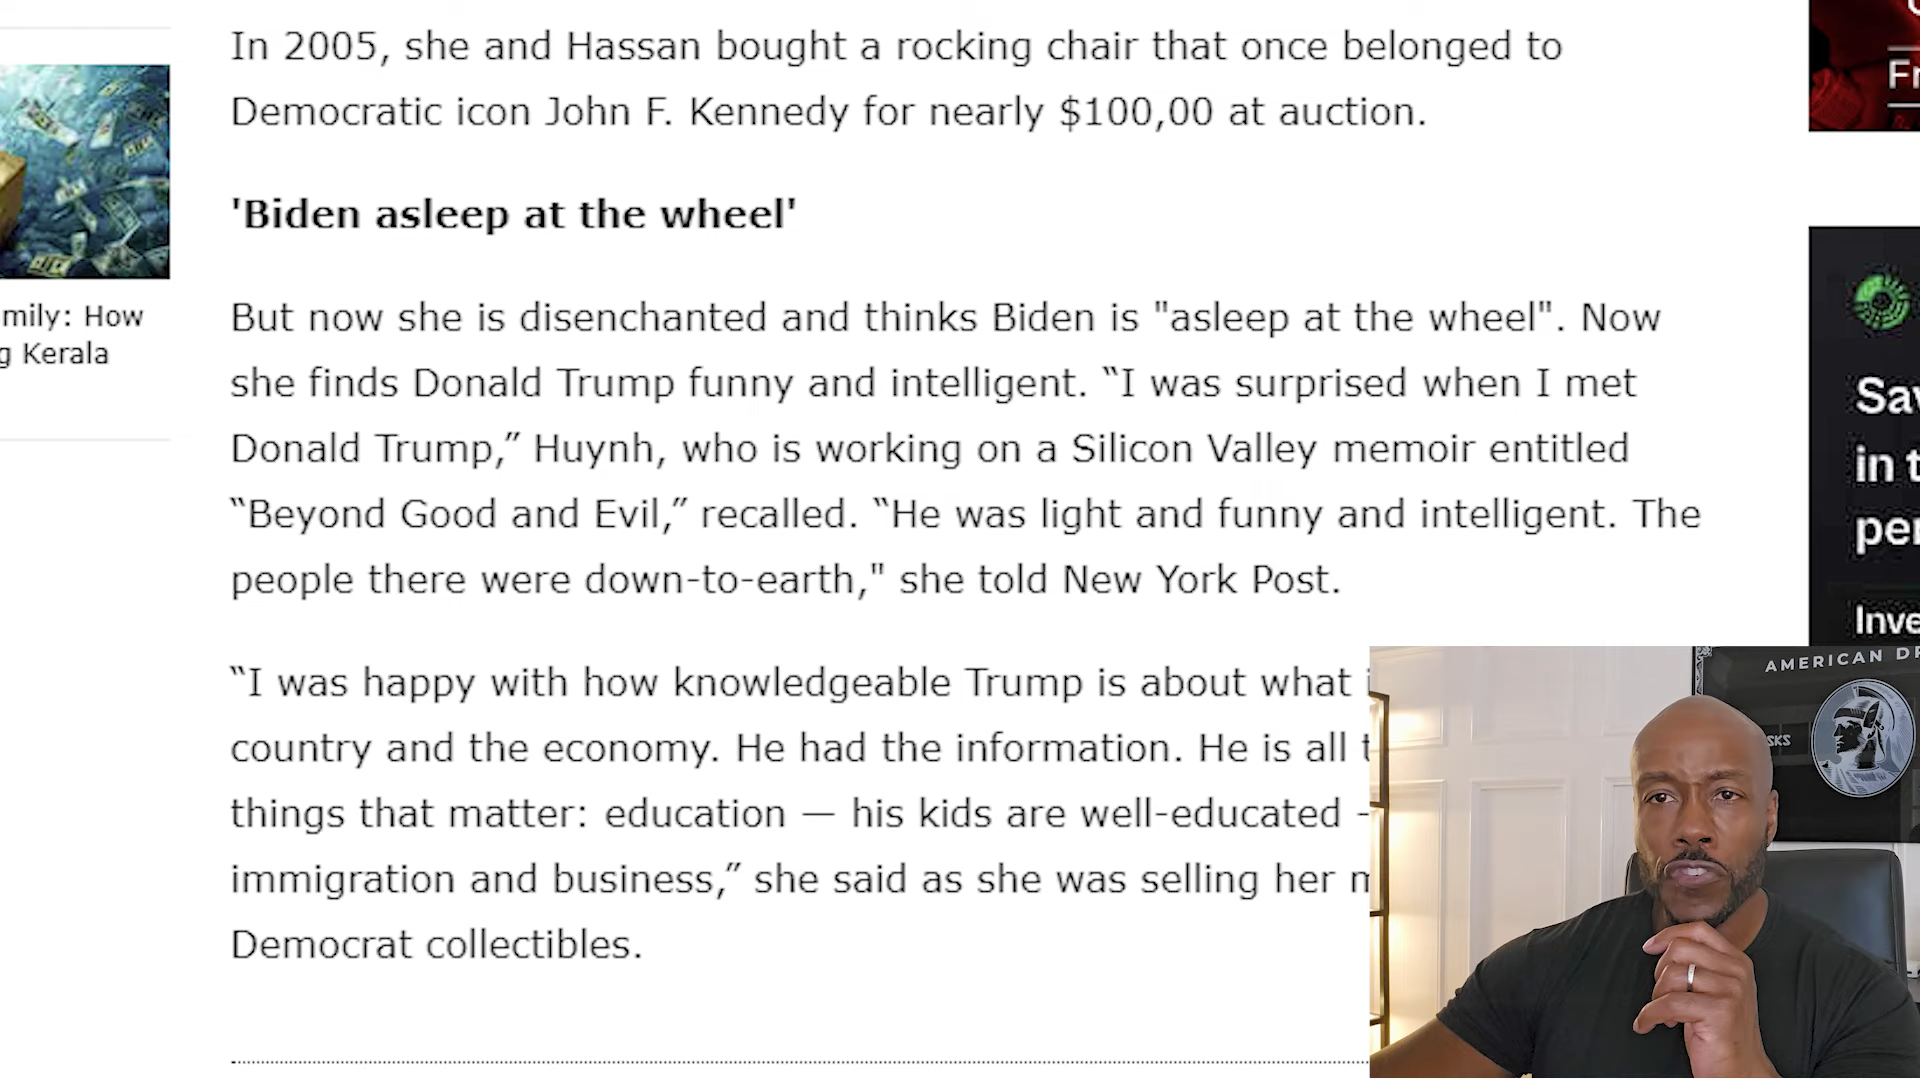 In 2005, she and Hassan bought a rocking chair that once belonged to
Democratic icon John F. Kennedy for nearly $100,00 at auction.
'Biden asleep at the wheel'
But now she is disenchanted and thinks Biden is "asleep at the wheel". Now
she finds Donald Trump funny and intelligent. “I was surprised when I met
Donald Trump,” Huynh, who is working on a Silicon Valley memoir entitled
“Beyond Good and Evil,” recalled. “He was light and funny and intelligent. The
people there were down-to-earth," she told New York Post.
“I was happy with how knowledgeable Trump is about what
country and the economy. He had the information. He is all
things that matter: education — his kids are well-educated -
immigration and business,” she said as she was selling her
Democrat collectibles.
mily: How
g Kerala
Fr
Sav
in t
per
Inve
AMERICAN
SKS